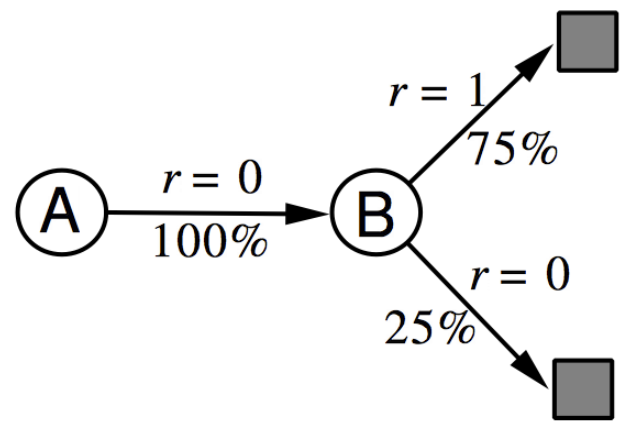 A
r = 0
100%
B
r = 1
75%
r = 0
25%